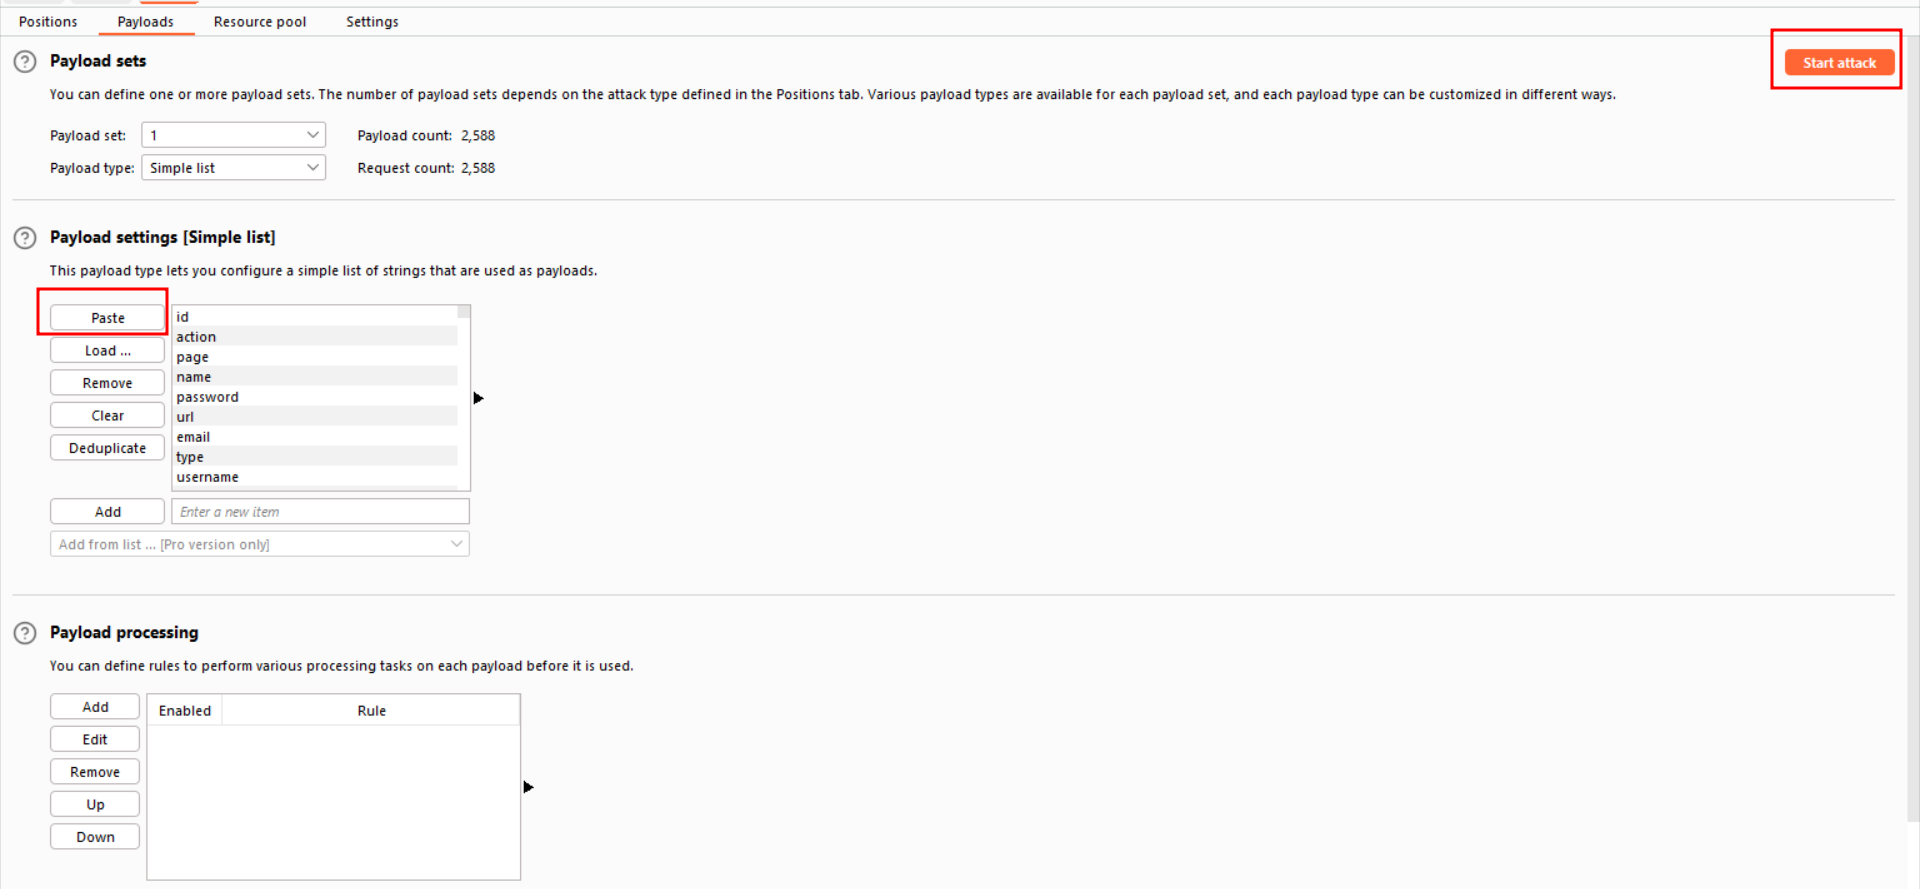 Positions Payloads Resource pool Settings
Payload sets
Start attack
You can define one or more payload sets. The number of payload sets depends on the attack type defined in the Positions tab. Various payload types are available for each payload set, and each payload type can be customized in different ways.
Payload set: 1 Payload count: 2,588
Payload type: Simple list Request count: 2,588
Payload settings [Simple list]
This payload type lets you configure a simple list of strings that are used as payloads.
Paste
Load ...
Remove
Clear
Deduplicate
id
action
page
name
password
url
email
type
username
Add Enter a new item
Add from list ... [Pro version only]
Payload processing
You can define rules to perform various processing tasks on each payload before it is used.
Add
Edit
Remove
Up
Down
Enabled Rule